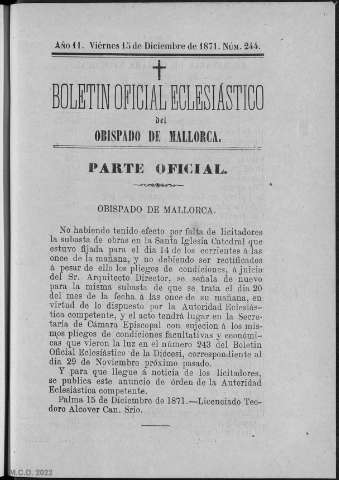 Año 11. Viérnes 15 de Diciembre de 1871. Núm. 244.
BOLETIN OFICIAL ECLESIÁSTICO
del
OBISPADO DE MALLORCA.
PARTE OFICIAL.
OBISPADO DE MALLORCA.
No habiendo tenido efecto por falta de licitadores
la subasta de obras en la Santa Iglesia Catedral que
estuvo fijada para el dia 14 de los corrientes á las
once de la mañana, y no debiendo ser rectificados
á pesar de ello los pliegos de condiciones, á juicio
del Sr. Arquitecto Director, se señala de nuevo
para la misma subasta de que se trata el dia 20
del mes de la fecha á las once de su mañana, en
virtud de lo dispuesto por la Autoridad Eclesiás-
tica competente, y el acto tendrá lugar en la Secre-
taría de Cámara Episcopal con sujecion á los mis-
mos pliegos de condiciones facultativas y económi-
cas que vieron la luz en el número 243 del Boletin
Oficial Eclesiástico de la Diócesi, correspondiente al
dia 29 de Noviembre próximo pasado.
Y para que llegue á noticia de los licitadores,
se publica este anuncio de órden de la Autoridad
Eclesiástica competente.
Palma 15 de Diciembre de 1871.—Licenciado Teo-
doro Alcover Can. Srio.
M.C.D. 2022